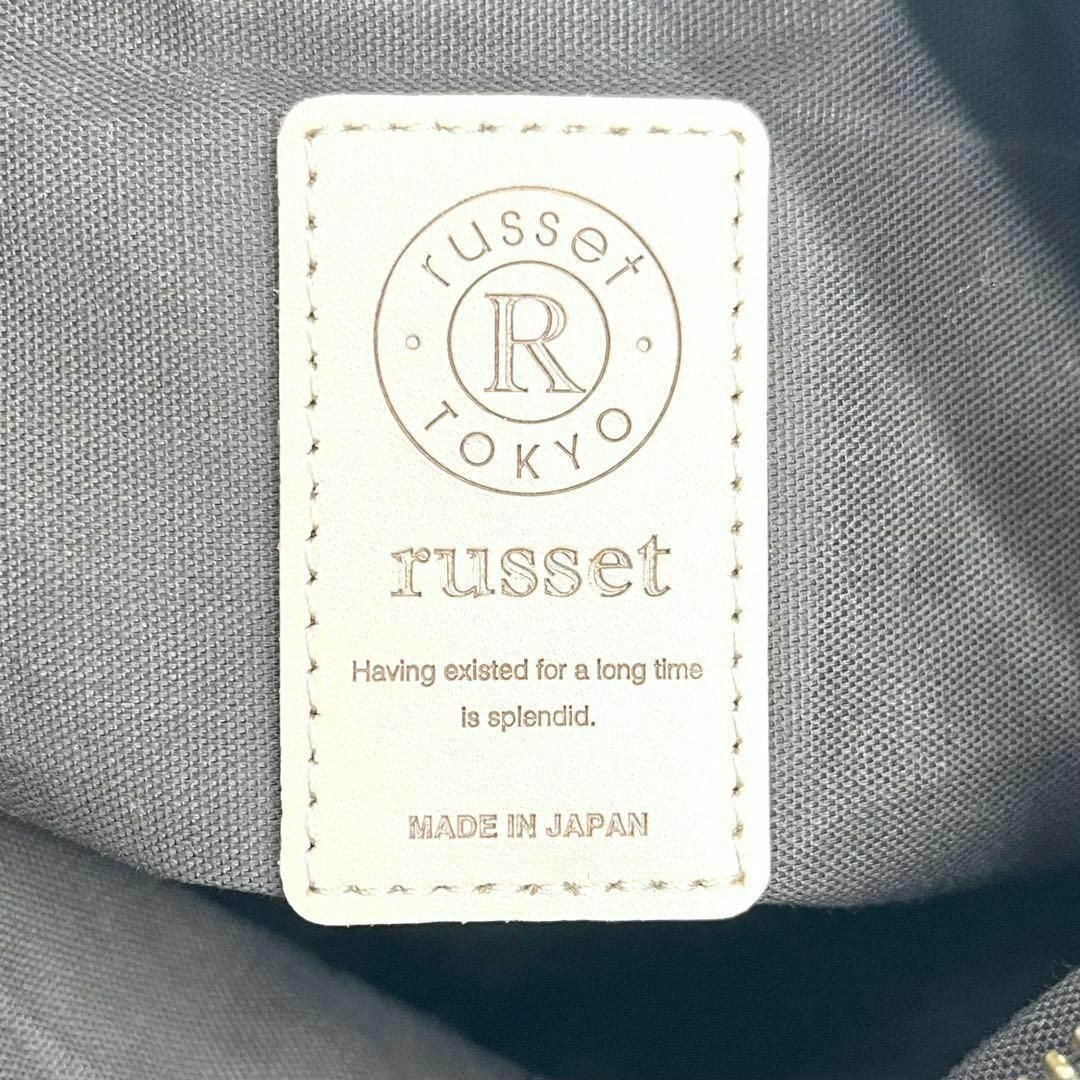 russet
R
TOKYO
russet
Having existed for a long time
is splendid.
MADE IN JAPAN